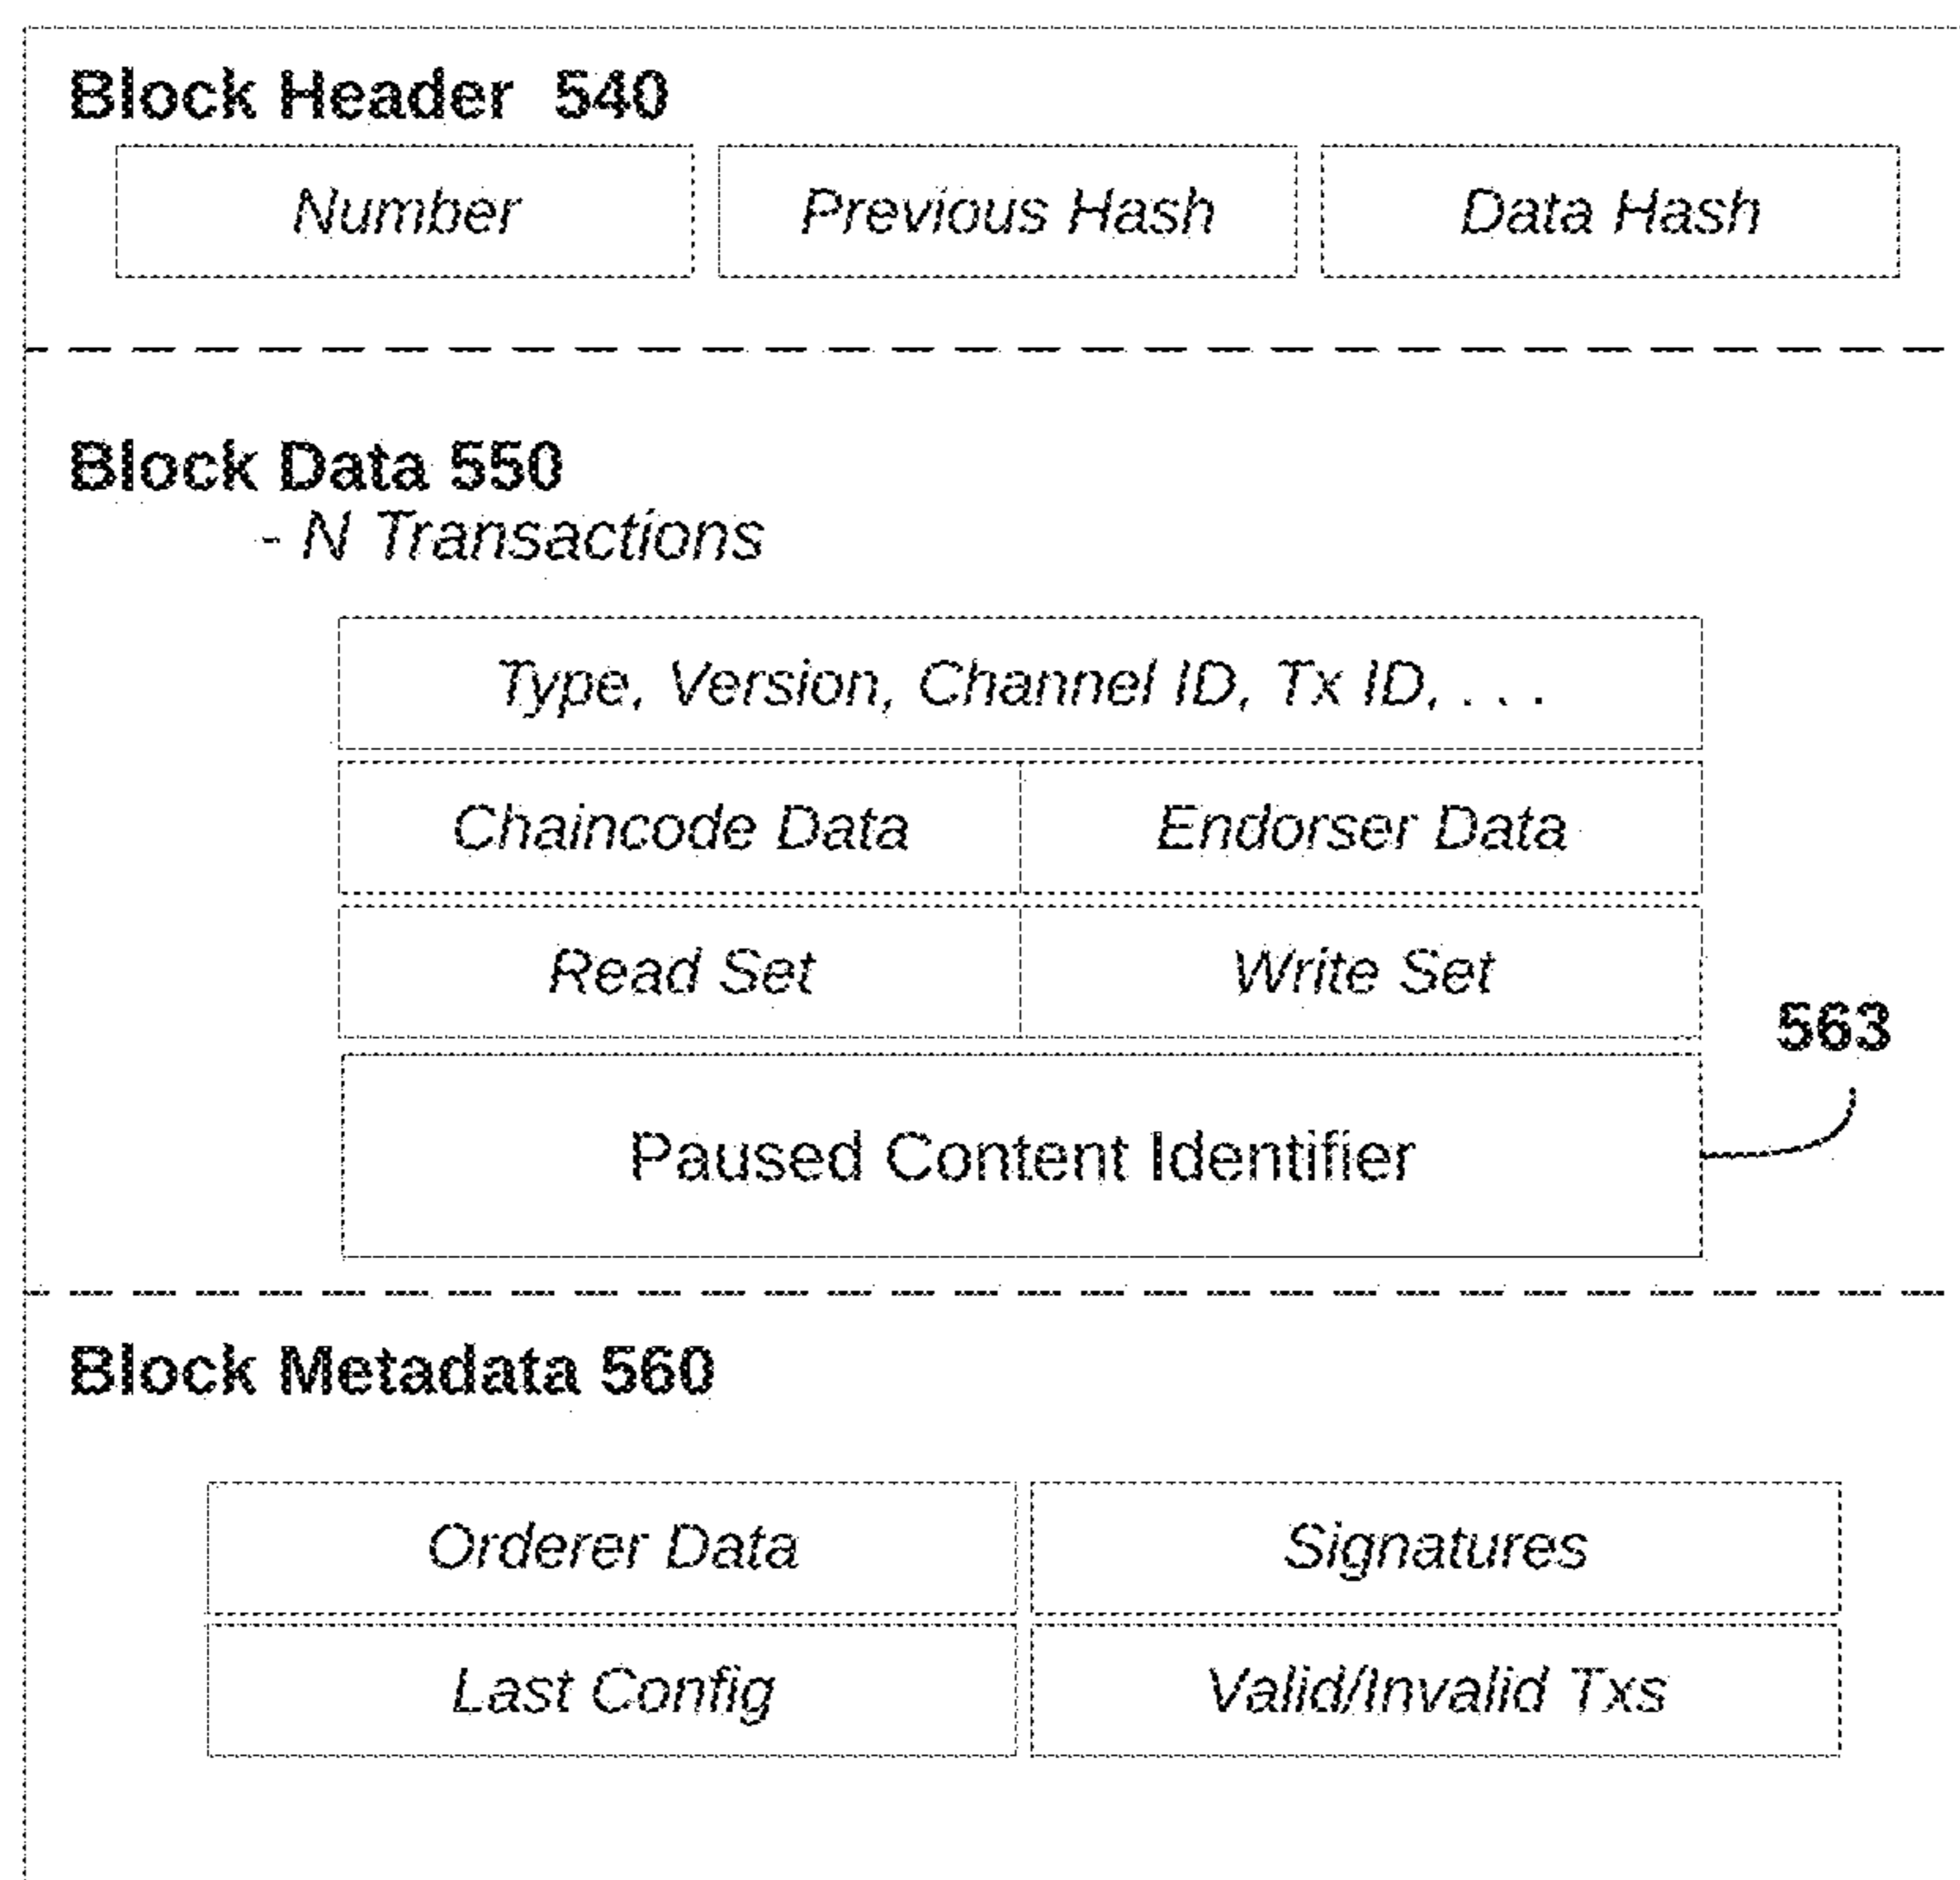 Block Header 540
Number Previous Hash Data Hash
Block Data 550
- N Transactions
Type, Version, Channel ID, Tx ID, . . .
Chaincode Data Endorser Data
Read Set Write Set
563
Paused Content Identifier
Block Metadata 560
Orderer Data Signatures
Last Config Valid/Invalid Txs